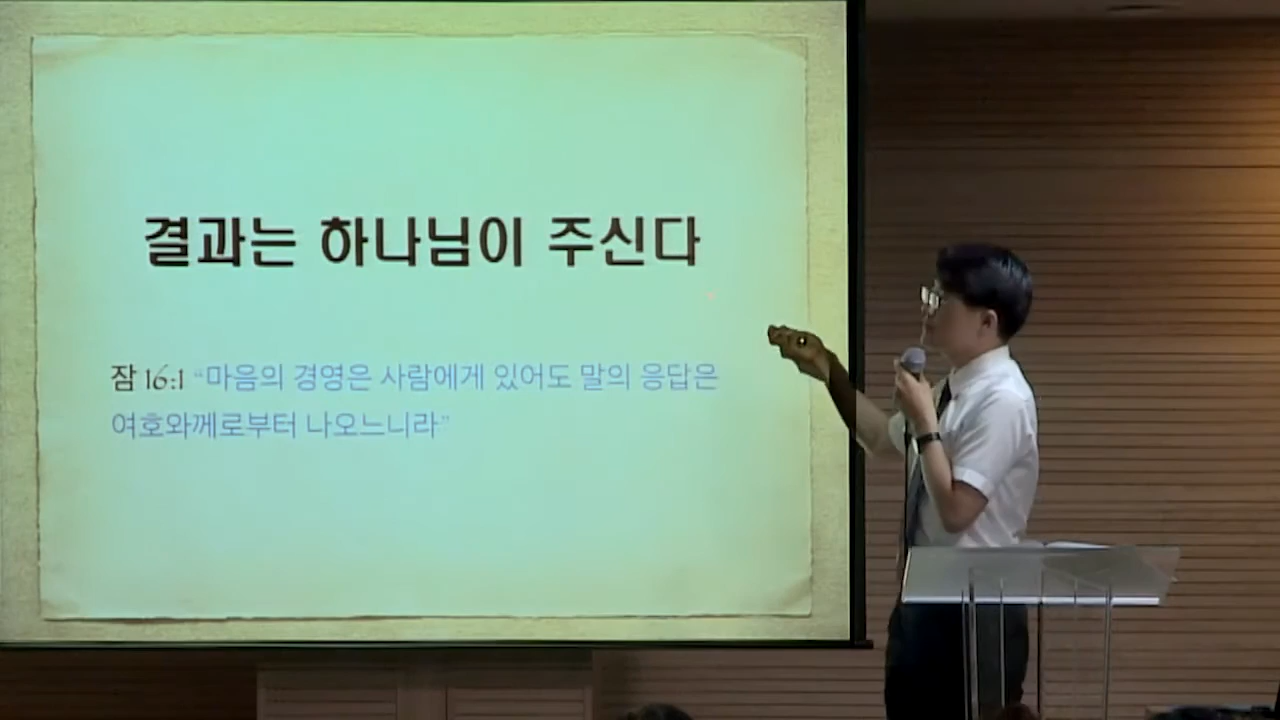 결과는 하나님이 주신다
잠 16:1 “마음의 경영은 사람에게 있어도 말의 응답은
여호와께로부터 나오느니라”